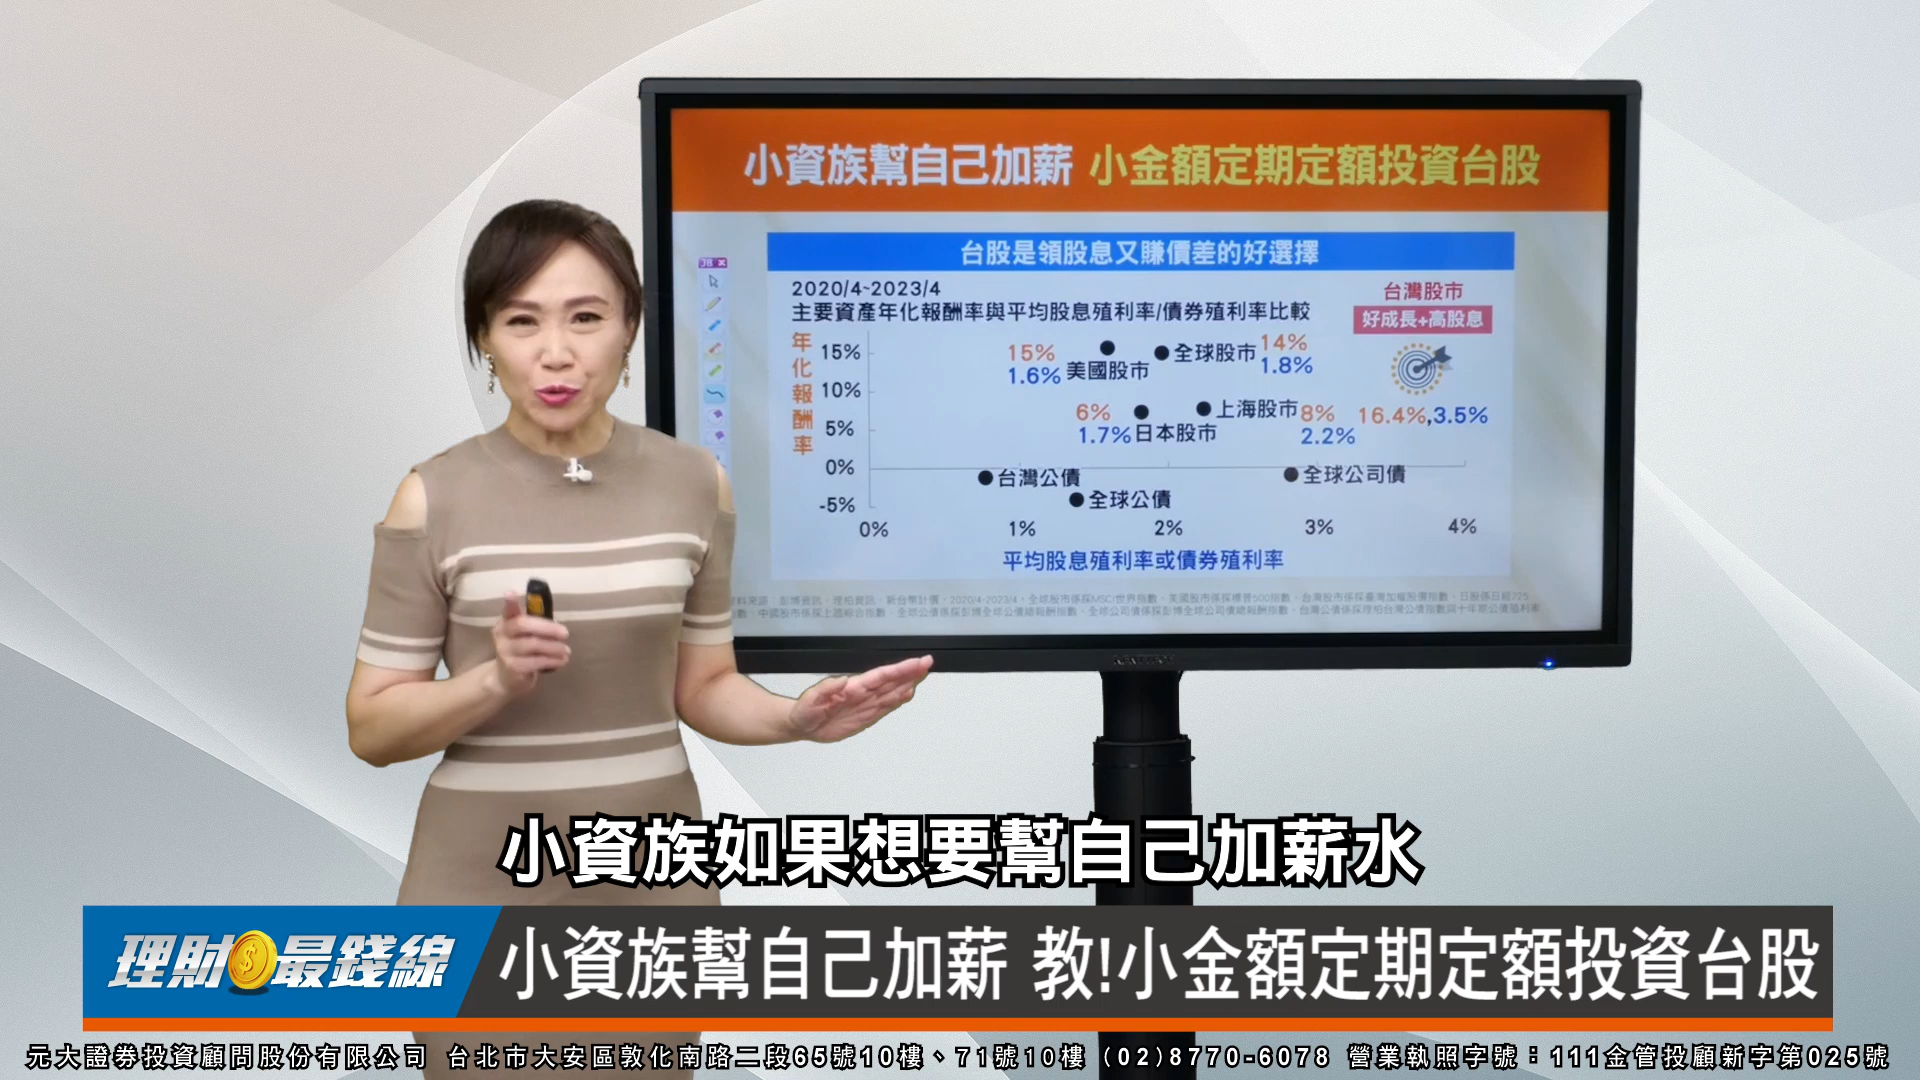 小資族幫自己加薪 小金額定期定額投資台股
台股是領股息又賺價差的好選擇
2020/4~2023/4
主要資產年化報酬率與平均股息殖利率/債券殖利率比較
台灣股市
好成長+高股息
年化報酬率
15%
10%
5%
0%
-5%
15%
1.6%
美國股市
全球股市
14%
1.8%
6%
1.7%
日本股市
上海股市
8%
2.2%
16.4%,3.5%
台灣公債
全球公債
全球公司債
0% 1% 2% 3% 4%
平均股息殖利率或債券殖利率
小資族如果想要幫自己加薪水
理財最錢線
小資族幫自己加薪 教!小金額定期定額投資台股
元大證券投資顧問股份有限公司 台北市大安區敦化南路二段65號10樓、71號10樓 (02)8770-6078 營業執照字號：111金管投顧新字第025號